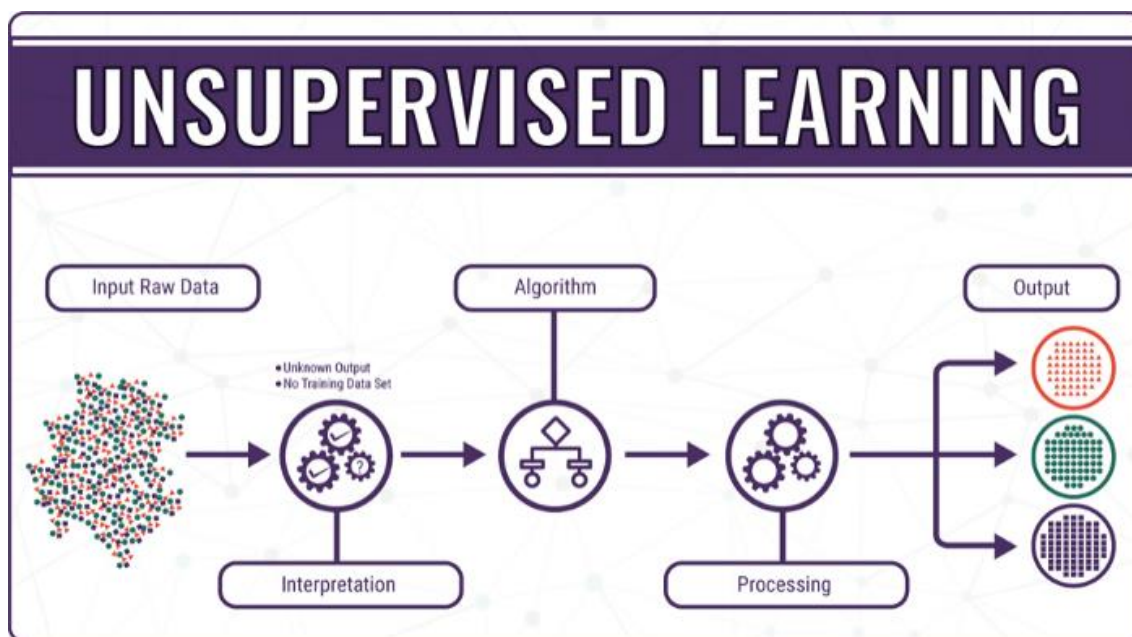 UNSUPERVISED LEARNING
Input Raw Data
Algorithm
Output
●Unknown Output
●No Training Data Set
?
Interpretation
Processing